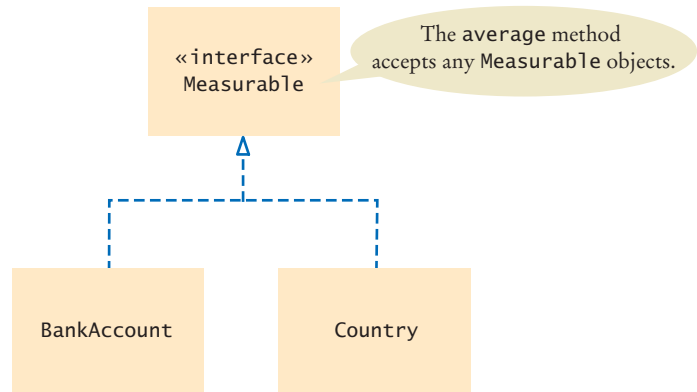 «interface»
Measurable
The average method
accepts any Measurable objects.
BankAccount
Country